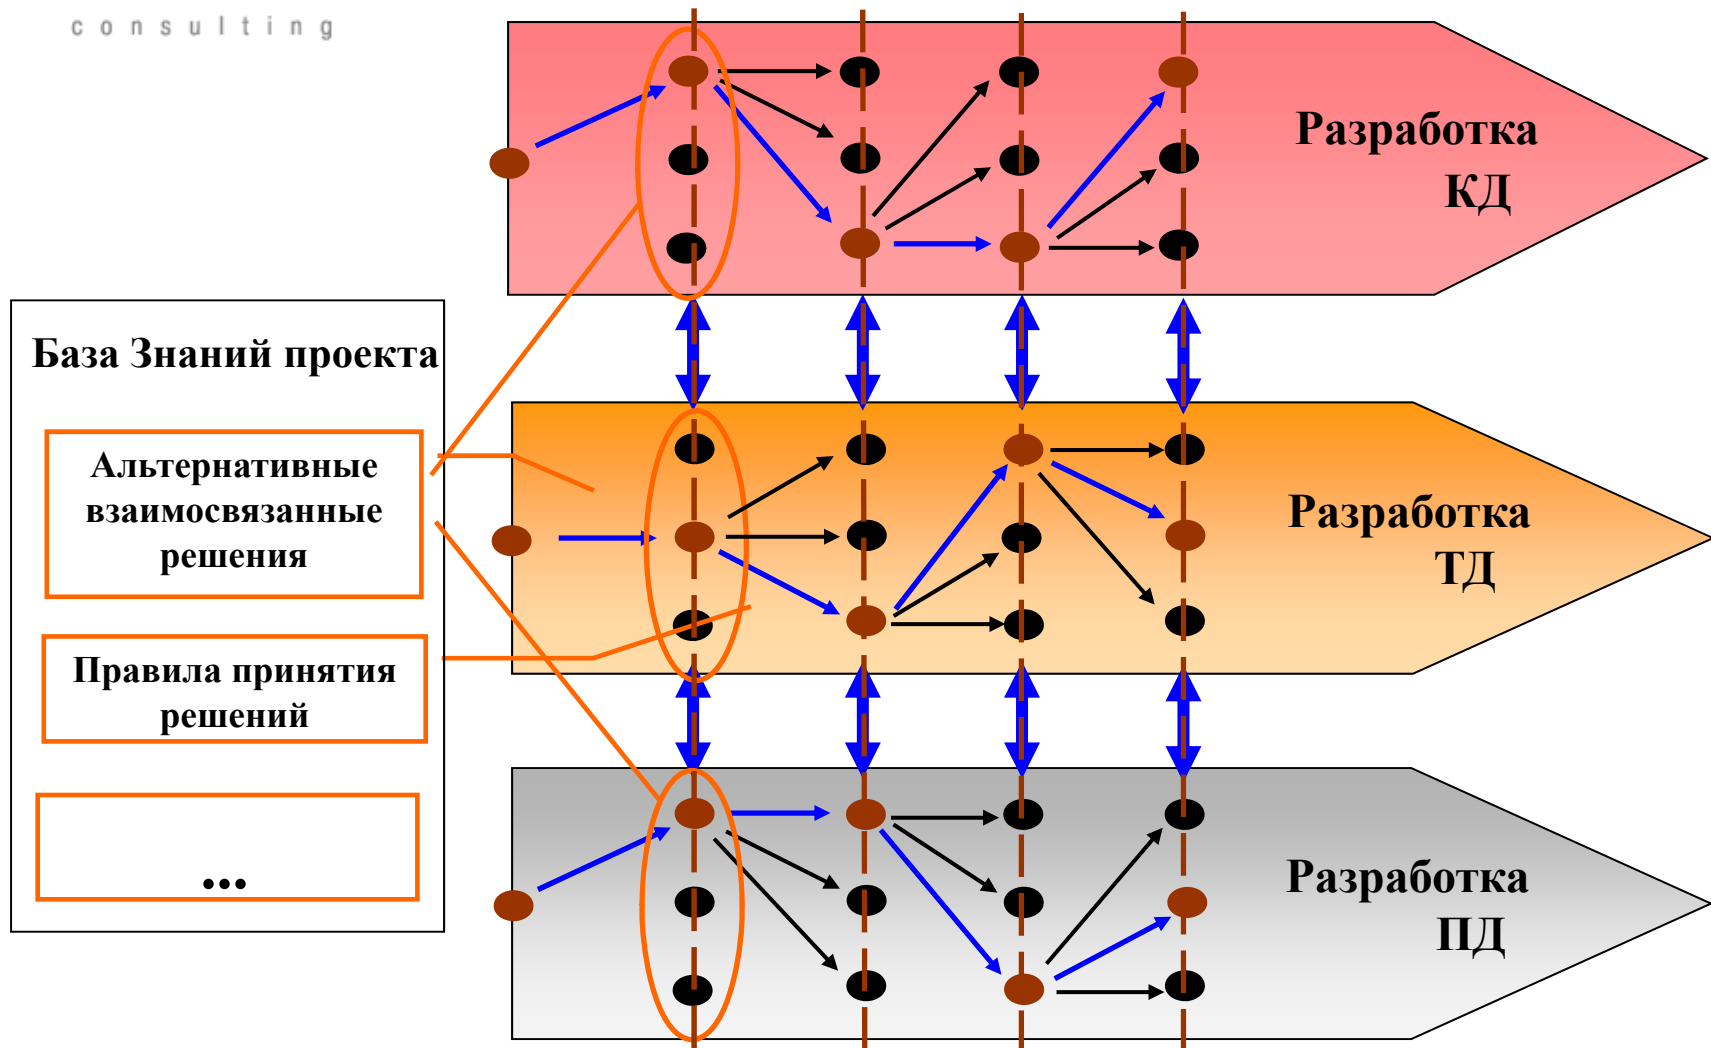 consulting
Разработка
КД
База Знаний проекта
Альтернативные
взаимосвязанные
решения
Разработка
ТД
Правила принятия
решений
...
Разработка
ПД